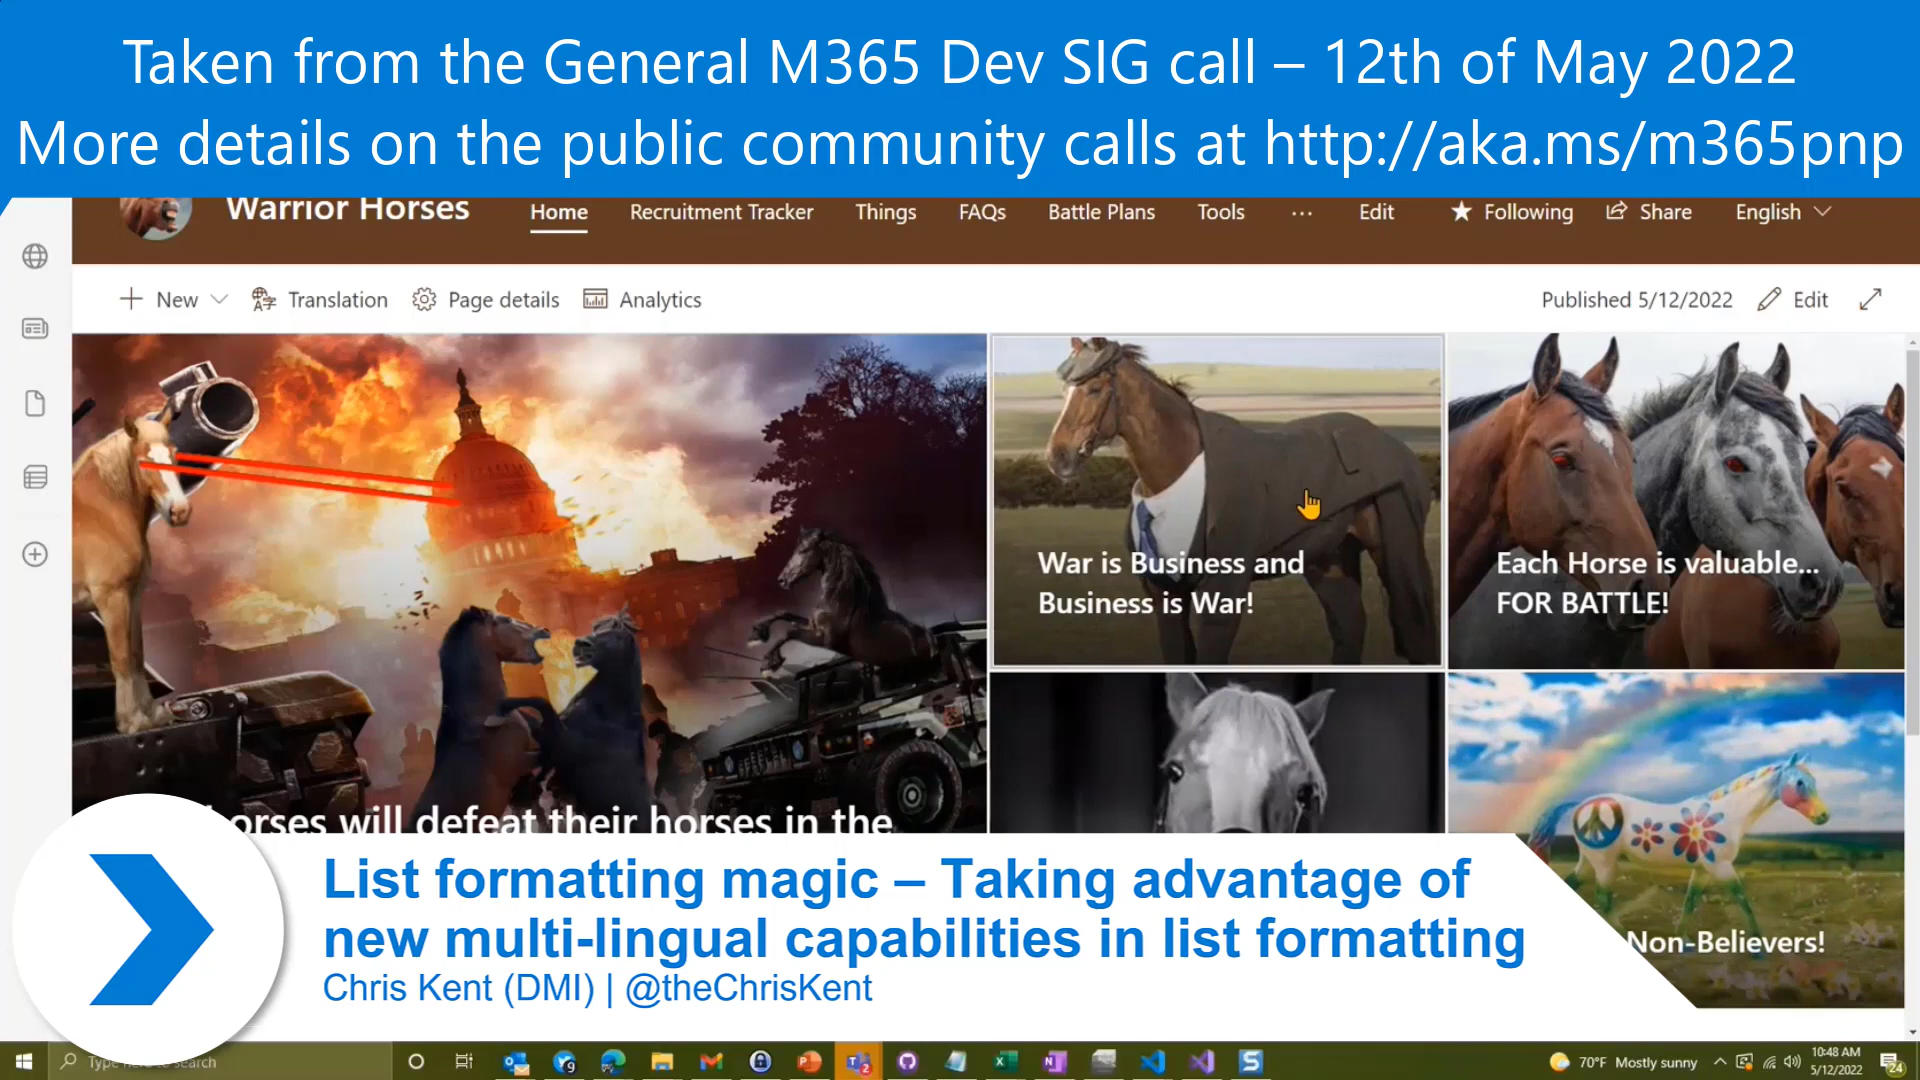 Taken from the General M365 Dev SIG call – 12th of May 2022
More details on the public community calls at http://aka.ms/m365pnp
Warrior Horses
Home Recruitment Tracker Things FAQs Battle Plans Tools ··· Edit Following Share English
New Translation Page details Analytics Published 5/12/2022 Edit
War is Business and
Business is War!
Each Horse is valuable...
FOR BATTLE!
orses will defeat their horses in the
Non-Believers!
List formatting magic – Taking advantage of
new multi-lingual capabilities in list formatting
Chris Kent (DMI) | @theChrisKent
Type here to search
70°F Mostly sunny
10:48 AM
5/12/2022
24